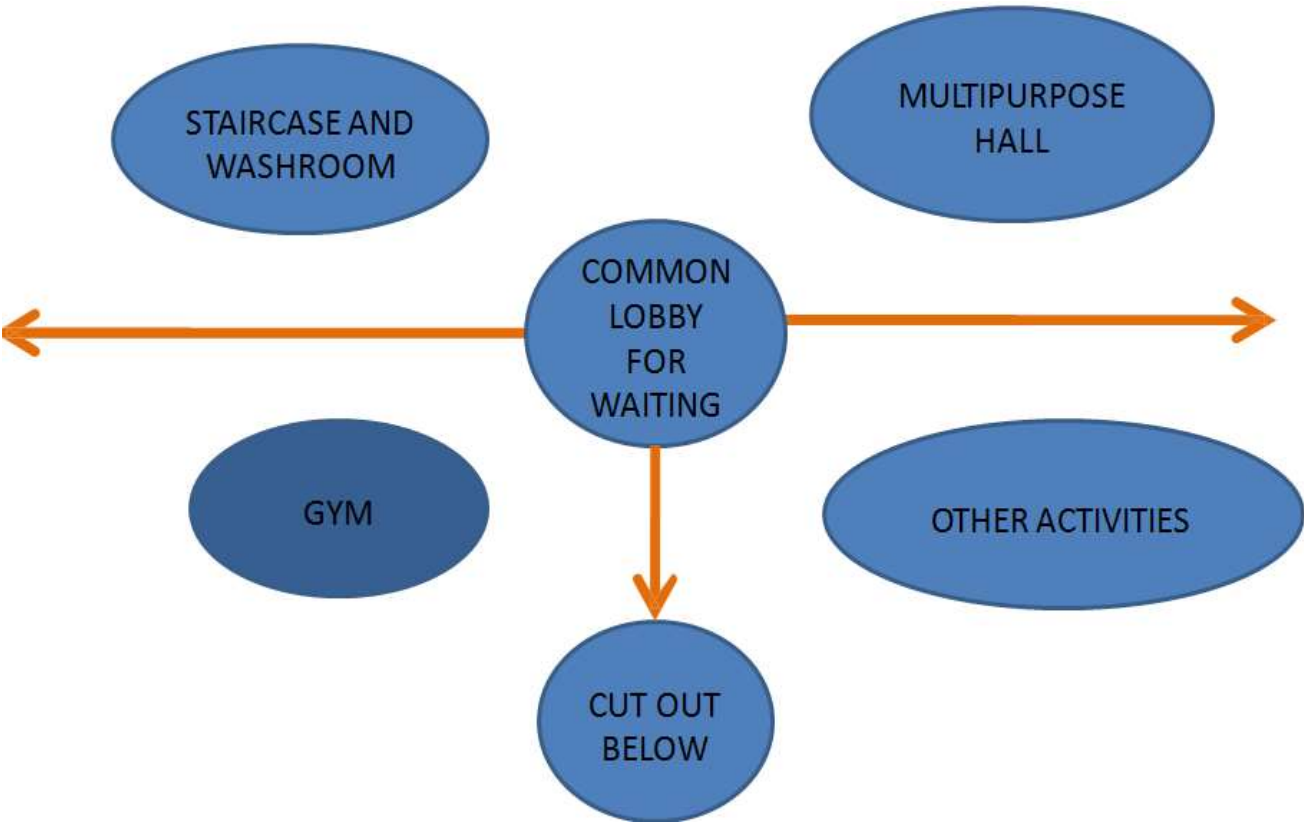 STAIRCASE AND
WASHROOM
MULTIPURPOSE
HALL
COMMON
LOBBY
FOR
WAITING
GYM
OTHER ACTIVITIES
CUT OUT
BELOW